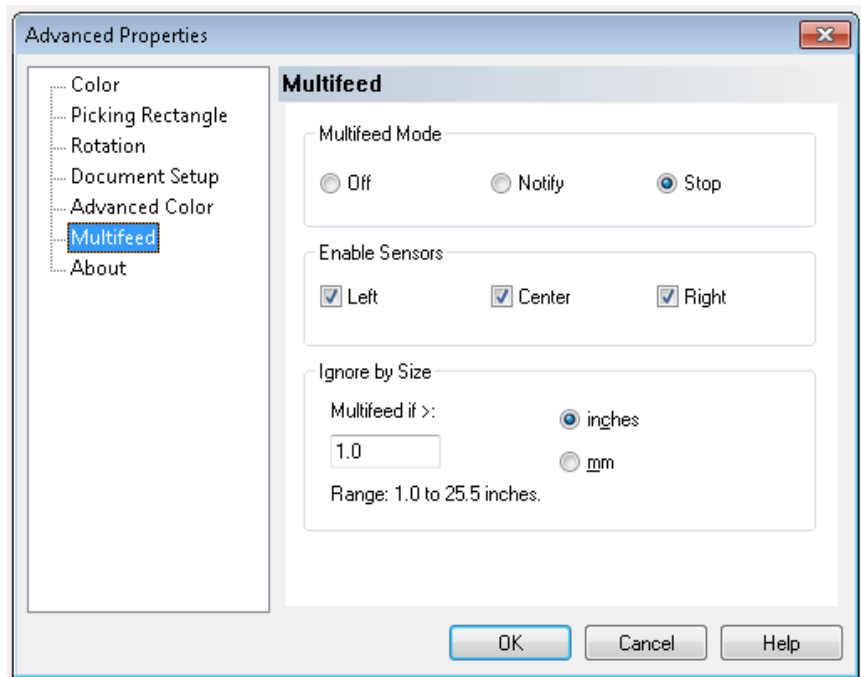 Advanced Properties
Color
Picking Rectangle
Rotation
Document Setup
Advanced Color
Multifeed
About
Multifeed
Multifeed Mode
Off Notify Stop
Enable Sensors
Left Center Right
Ignore by Size
Multifeed if >:
inches
1.0
mm
Range: 1.0 to 25.5 inches.
OK Cancel Help